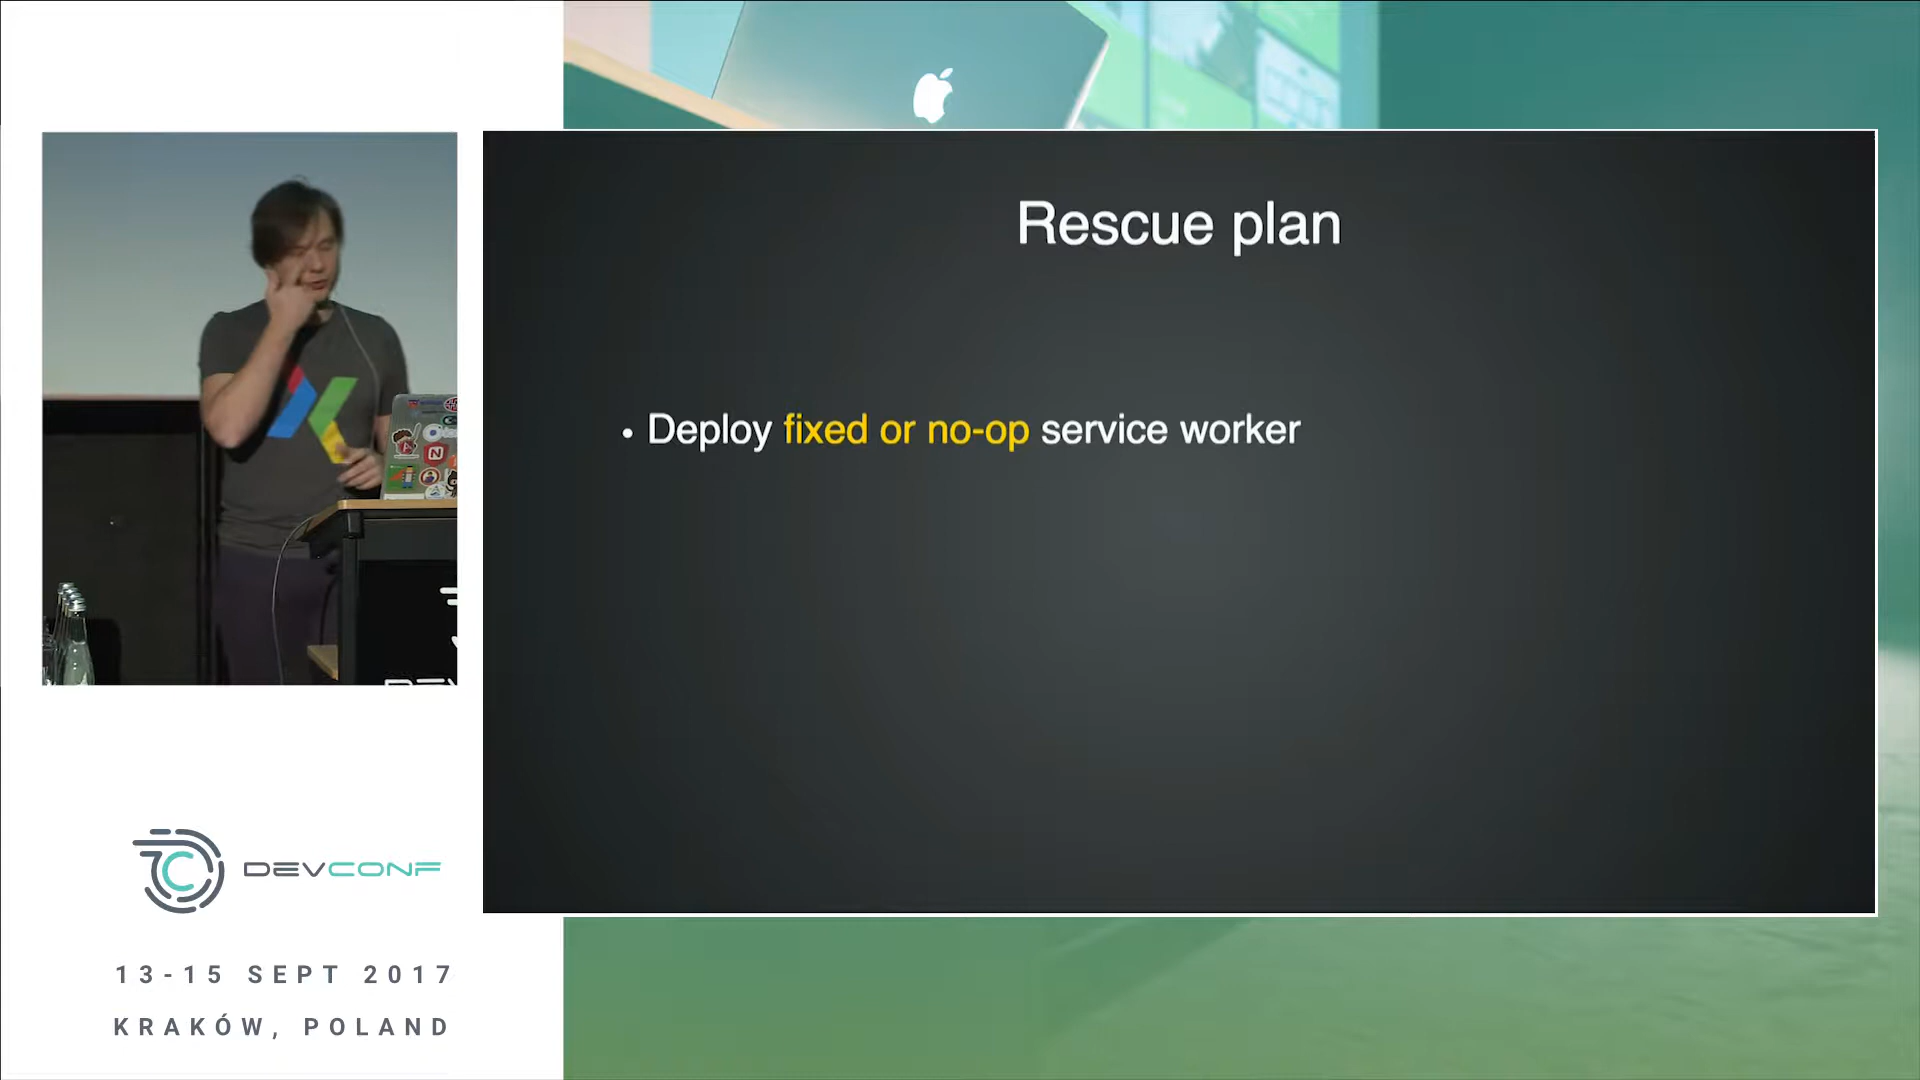 Rescue plan
• Deploy fixed or no-op service worker
DEVCONF
13-15 SEPT 2017
KRAKÓW, POLAND